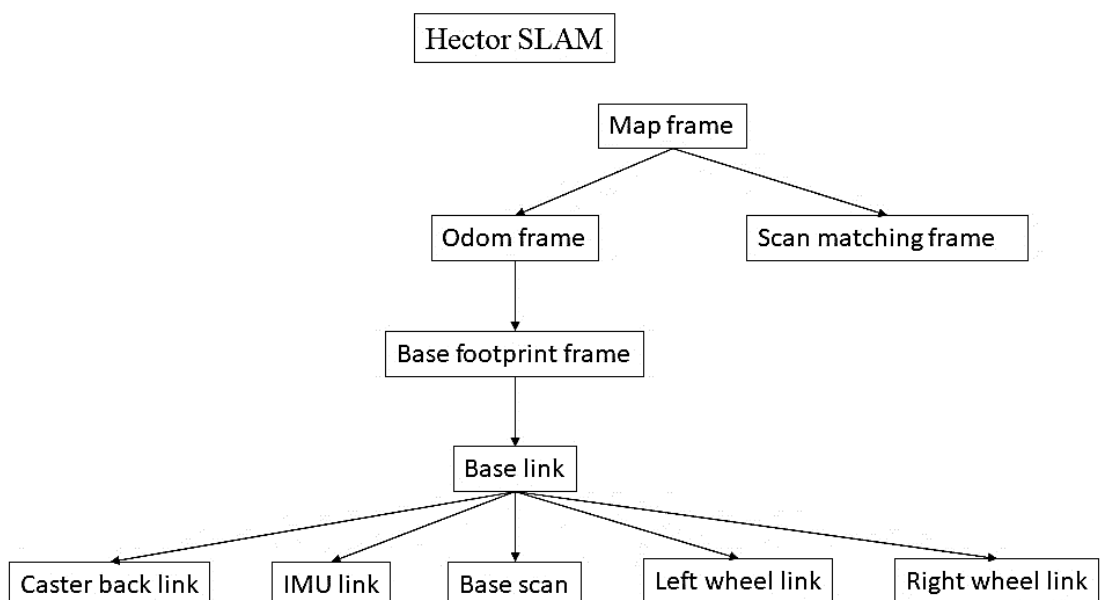 Hector SLAM
Map frame
Odom frame
Scan matching frame
Base footprint frame
Base link
Caster back link
IMU link
Base scan
Left wheel link
Right wheel link